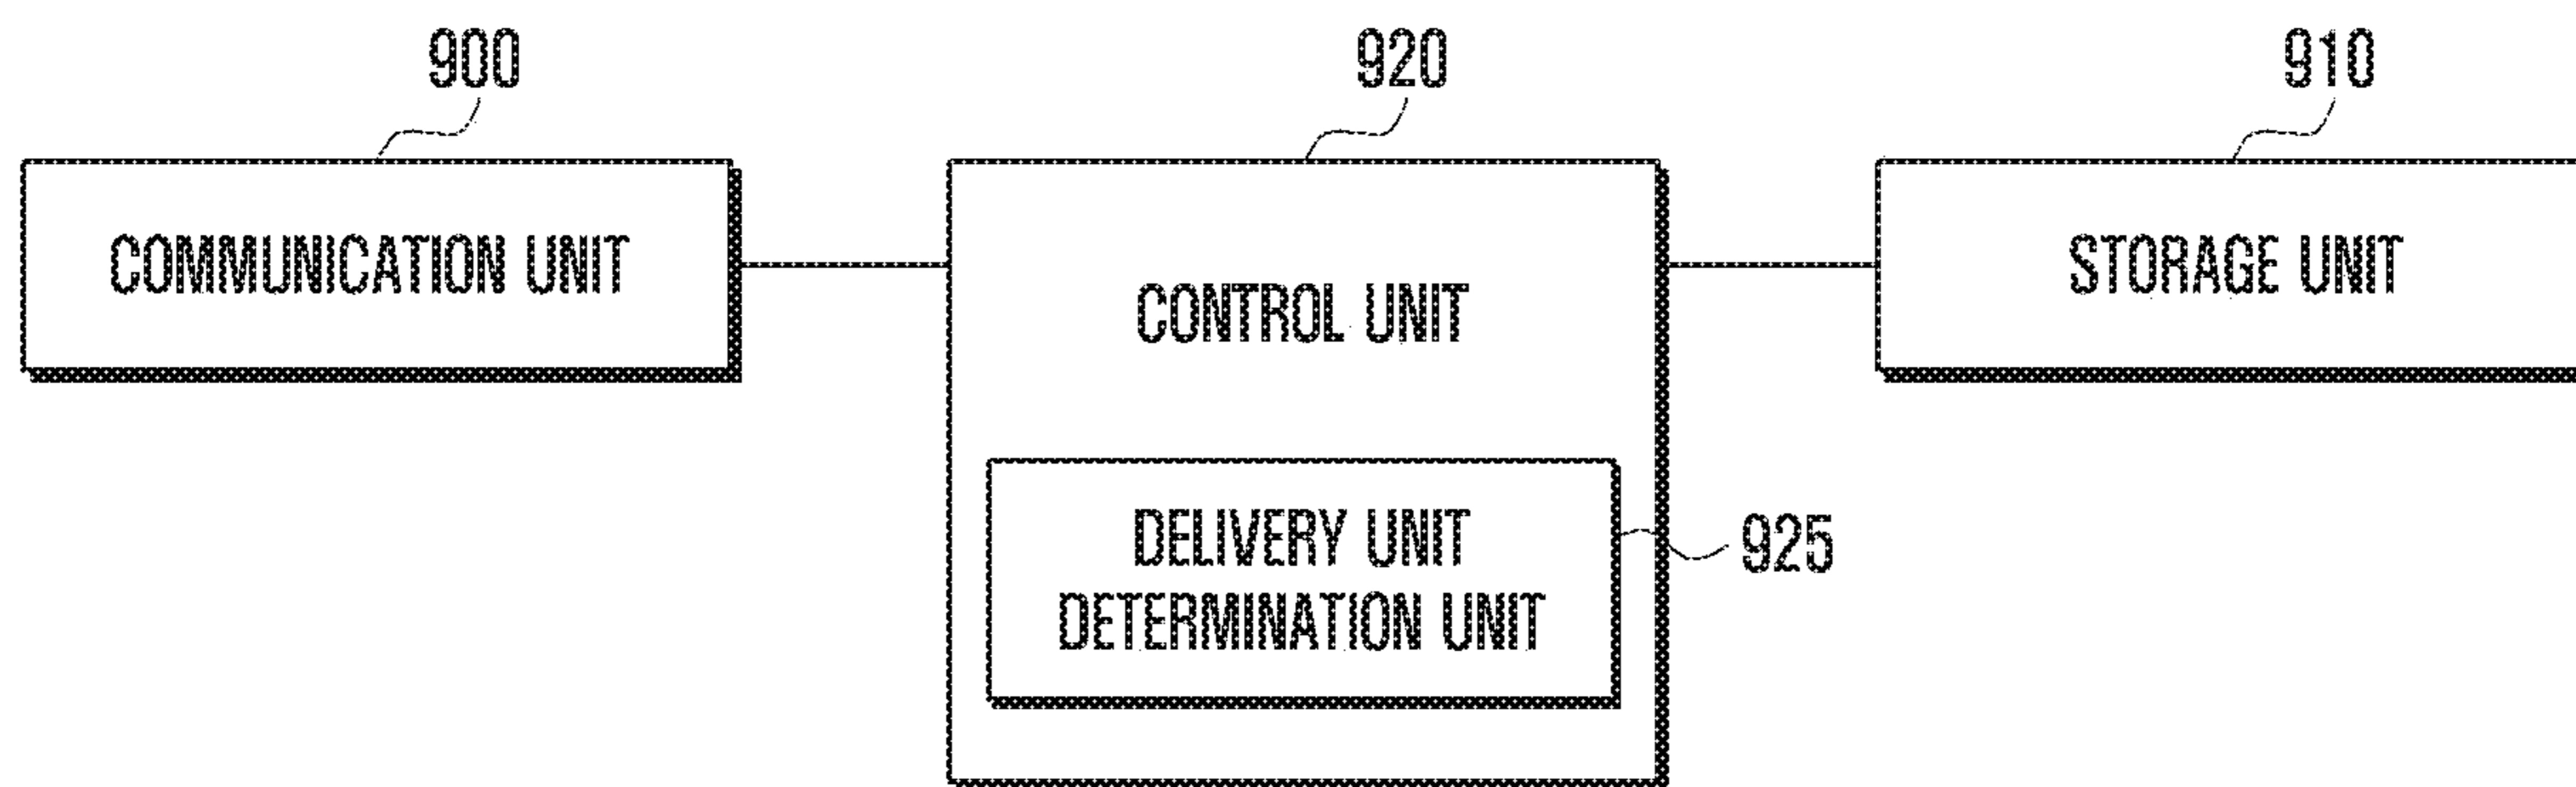 900
920
910
COMMUNICATION UNIT
CONTROL UNIT
STORAGE UNIT
DELIVERY UNIT
DETERMINATION UNIT
925